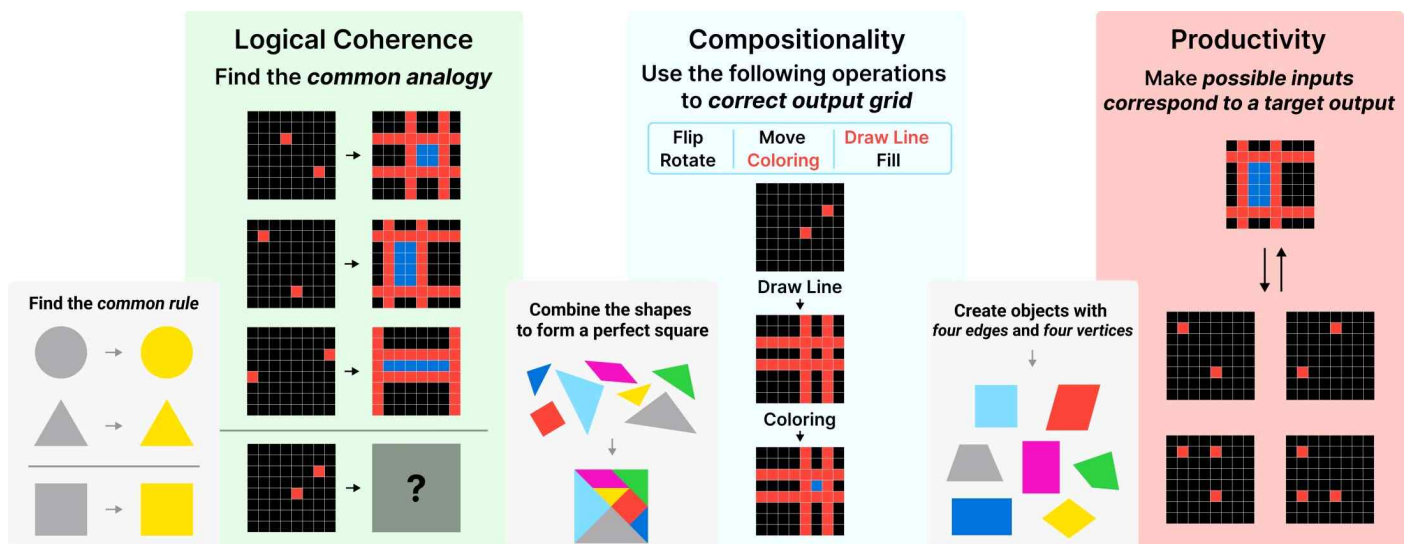 Logical Coherence
Find the common analogy
?
Find the common rule
Compositionality
Use the following operations
to correct output grid
Flip Move Draw Line
Rotate Coloring Fill
Draw Line
Coloring
Combine the shapes
to form a perfect square
Productivity
Make possible inputs
correspond to a target output
Create objects with
four edges and four vertices